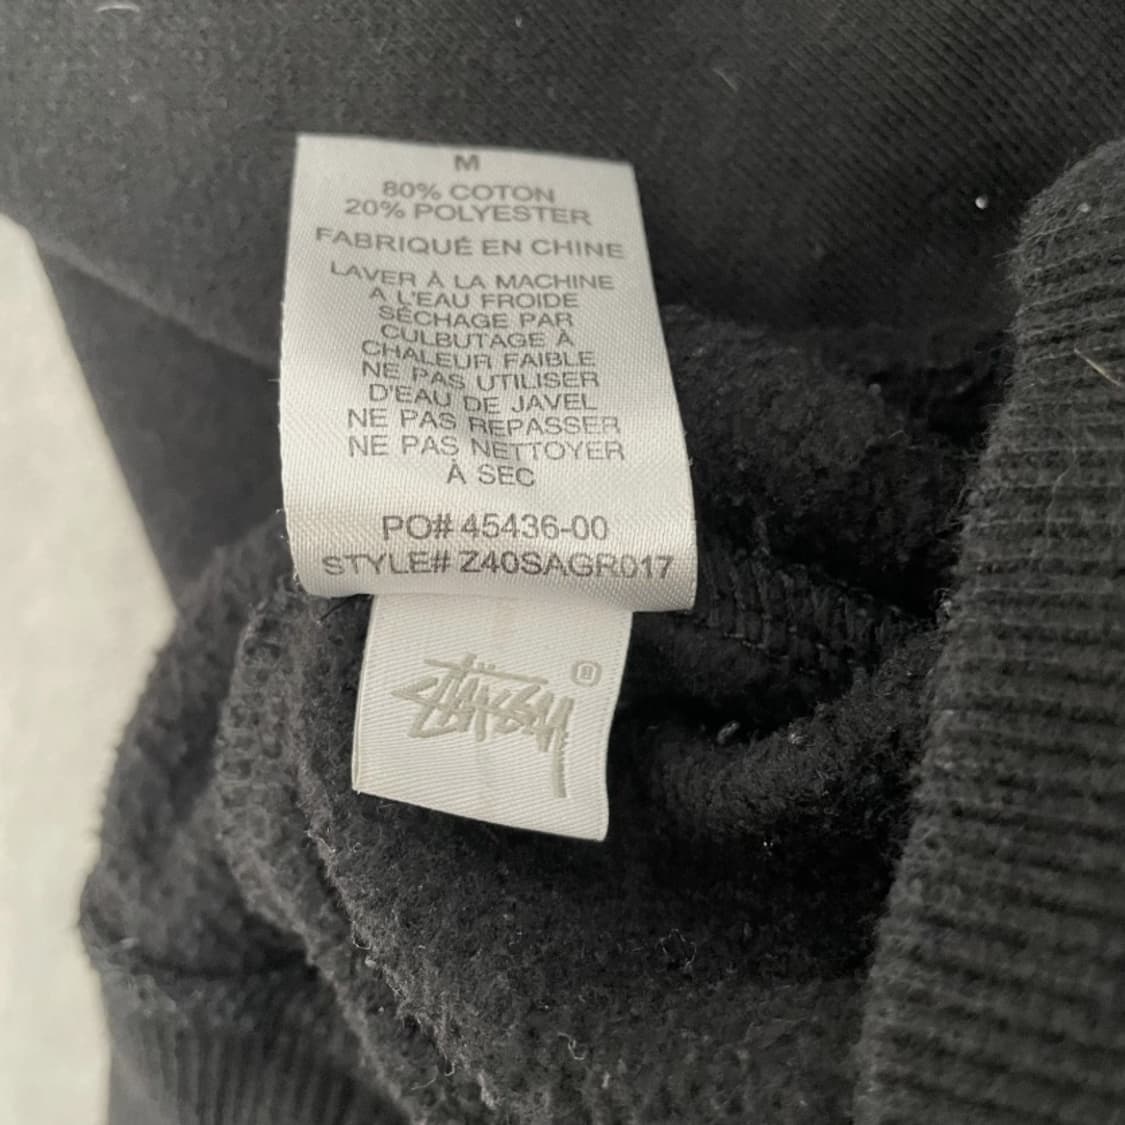 M
80% COTON
20% POLYESTER
FABRIQUÉ EN CHINE
LAVER À LA MACHINE
A L'EAU FROIDE
SÉCHAGE PAR
CULBUTAGE À
CHALEUR FAIBLE
NE PAS UTILISER
D'EAU DE JAVEL
NE PAS REPASSER
NE PAS NETTOYER
À SEC
PO# 45436-00
STYLE# Z40SAGR017
Stüssy ®